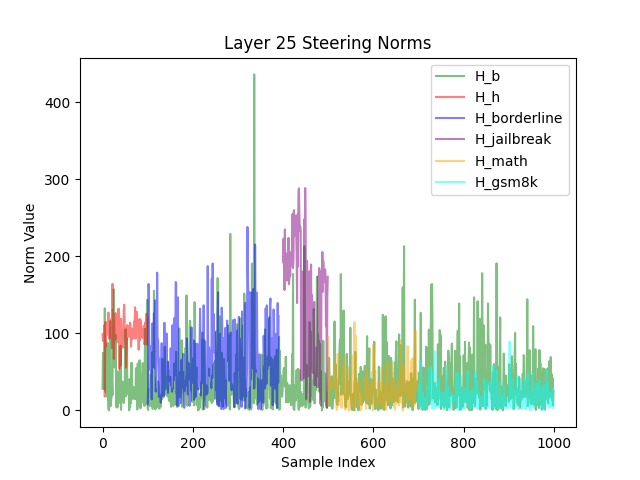 Layer 25 Steering Norms
H_b
H_h
H_borderline
H_jailbreak
H_math
H_gsm8k
Norm Value
400
300
200
100
0
0 200 400 600 800 1000
Sample Index